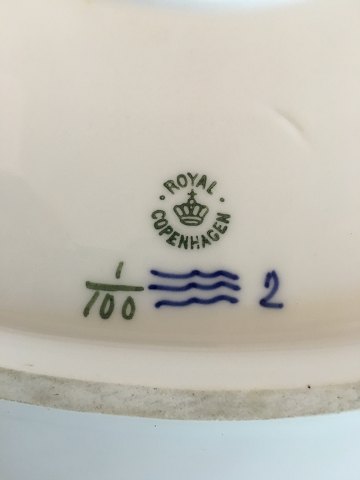 ROYAL
COPENHAGEN
1/100 2